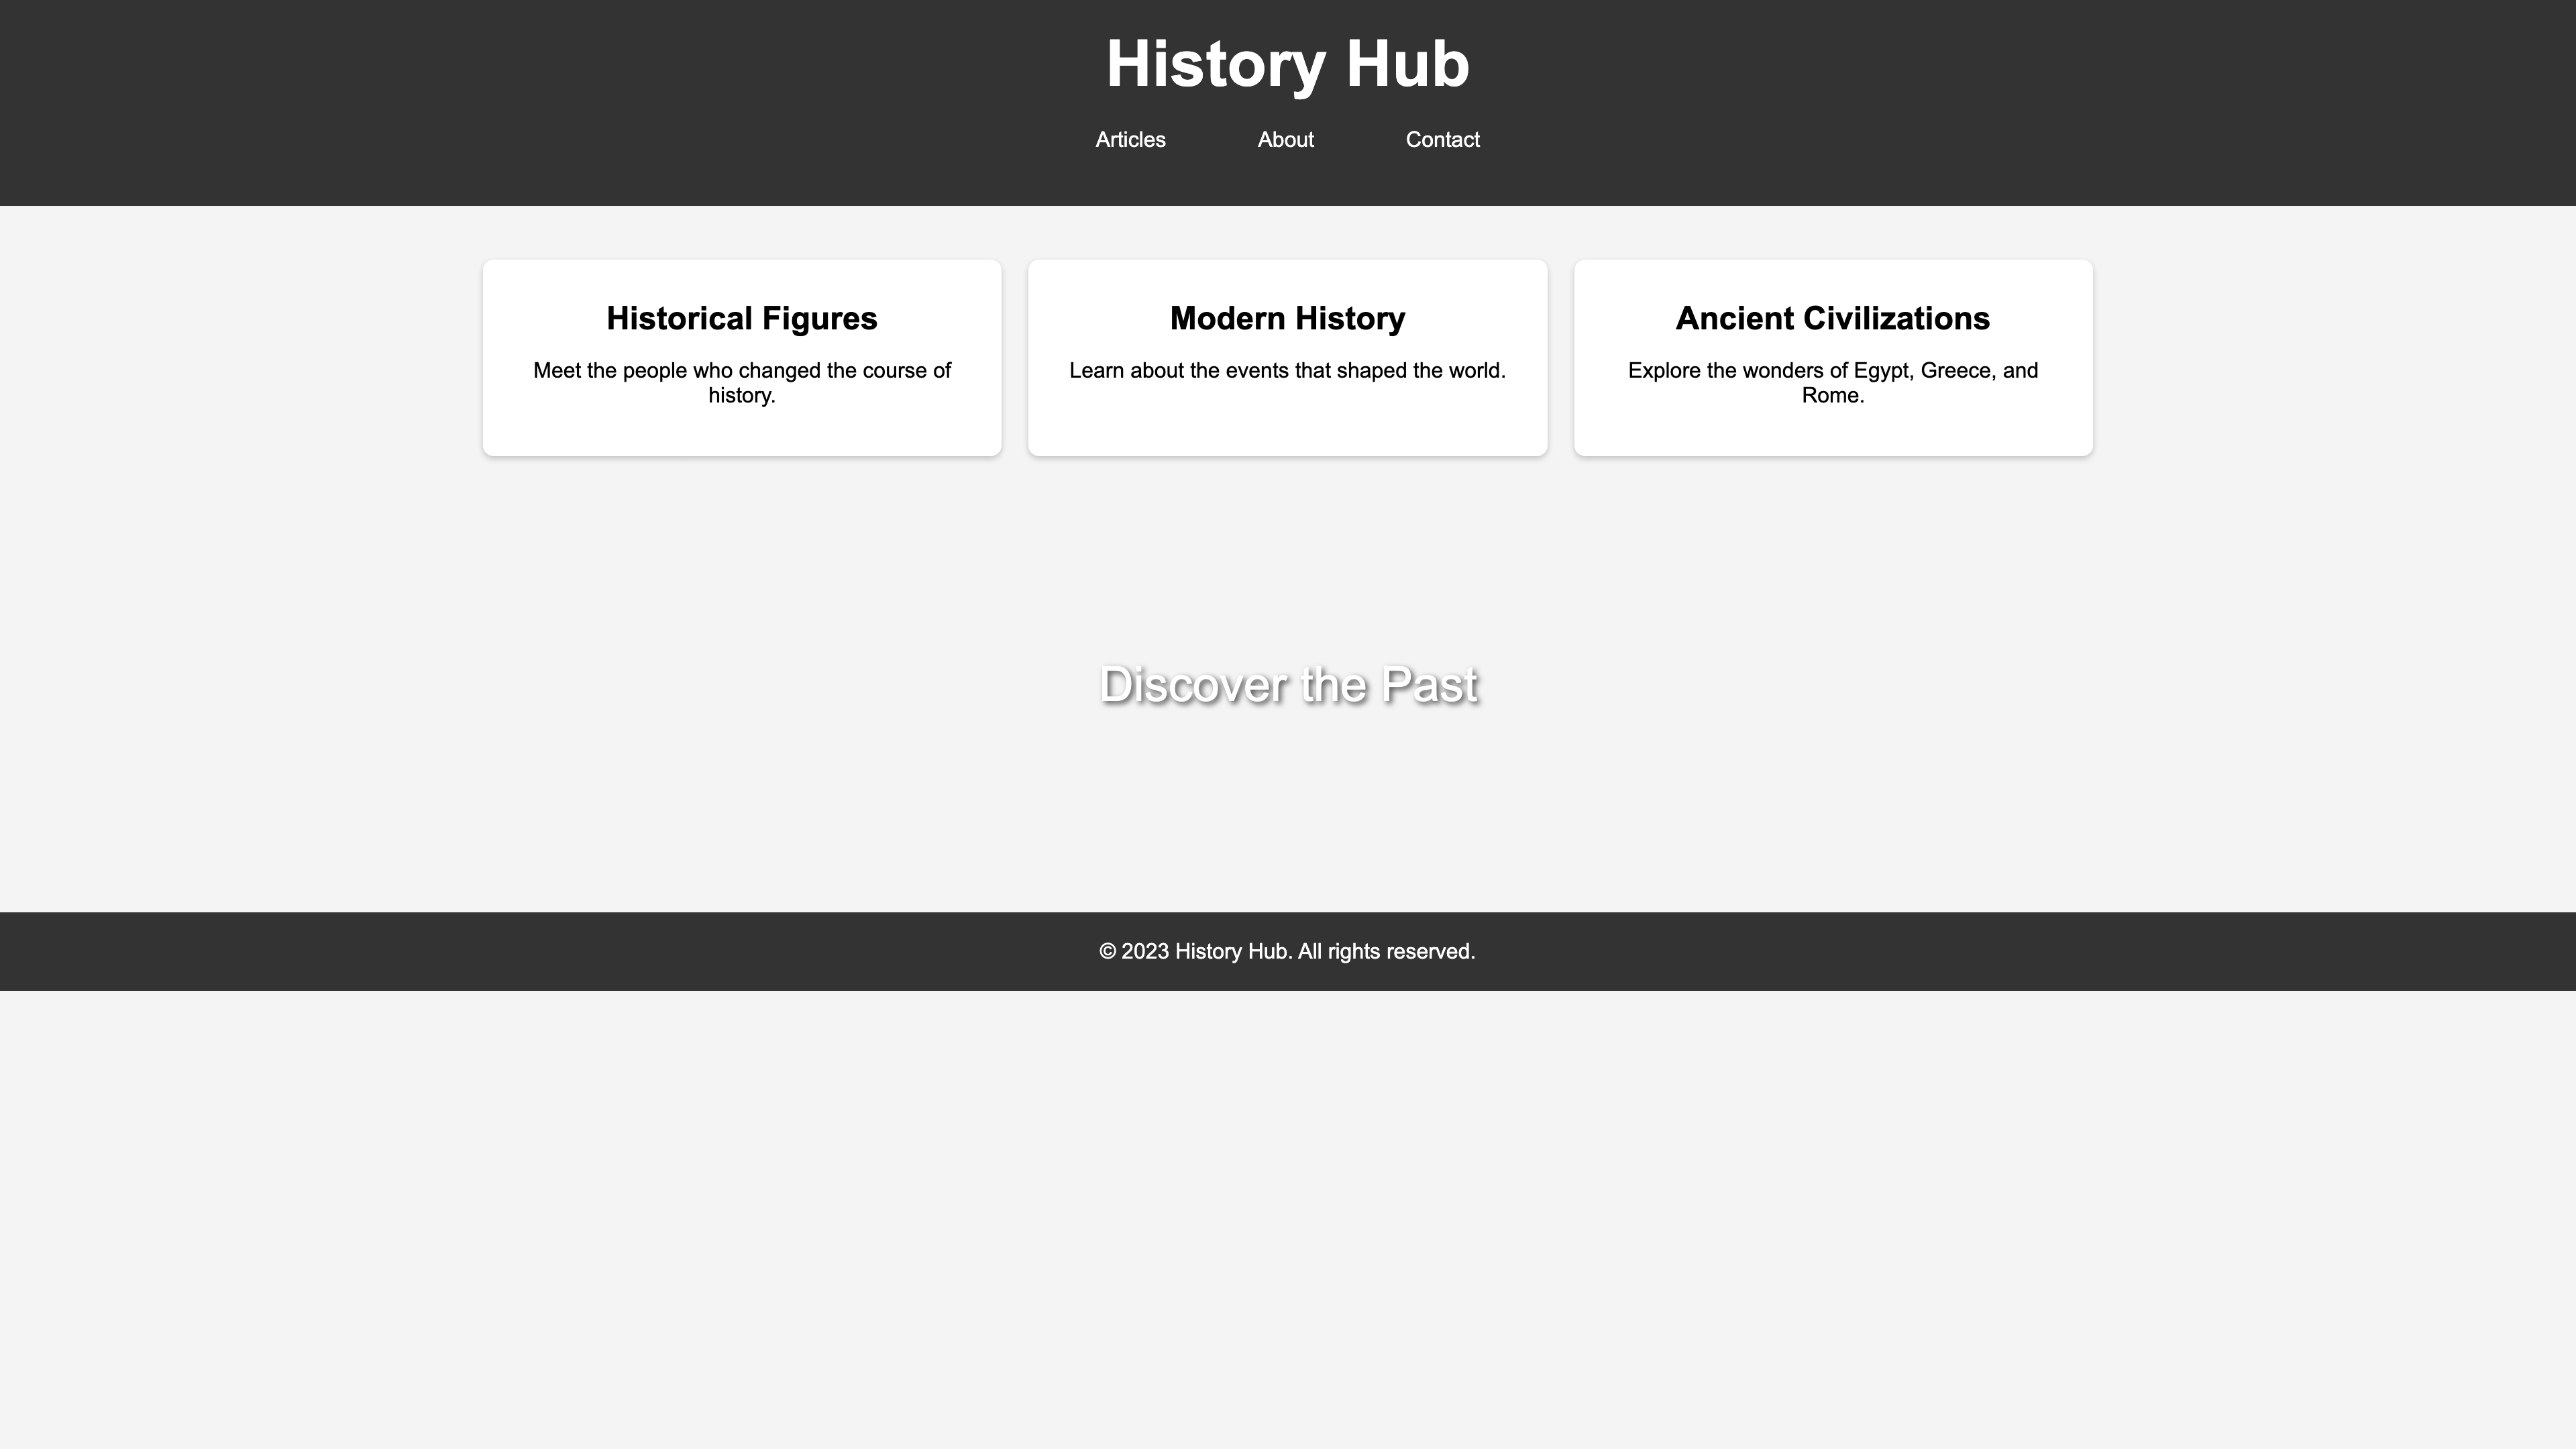 History Hub
Articles About Contact
Historical Figures
Meet the people who changed the course of
history.
Modern History
Learn about the events that shaped the world.
Ancient Civilizations
Explore the wonders of Egypt, Greece, and
Rome.
Discover the Past
© 2023 History Hub. All rights reserved.